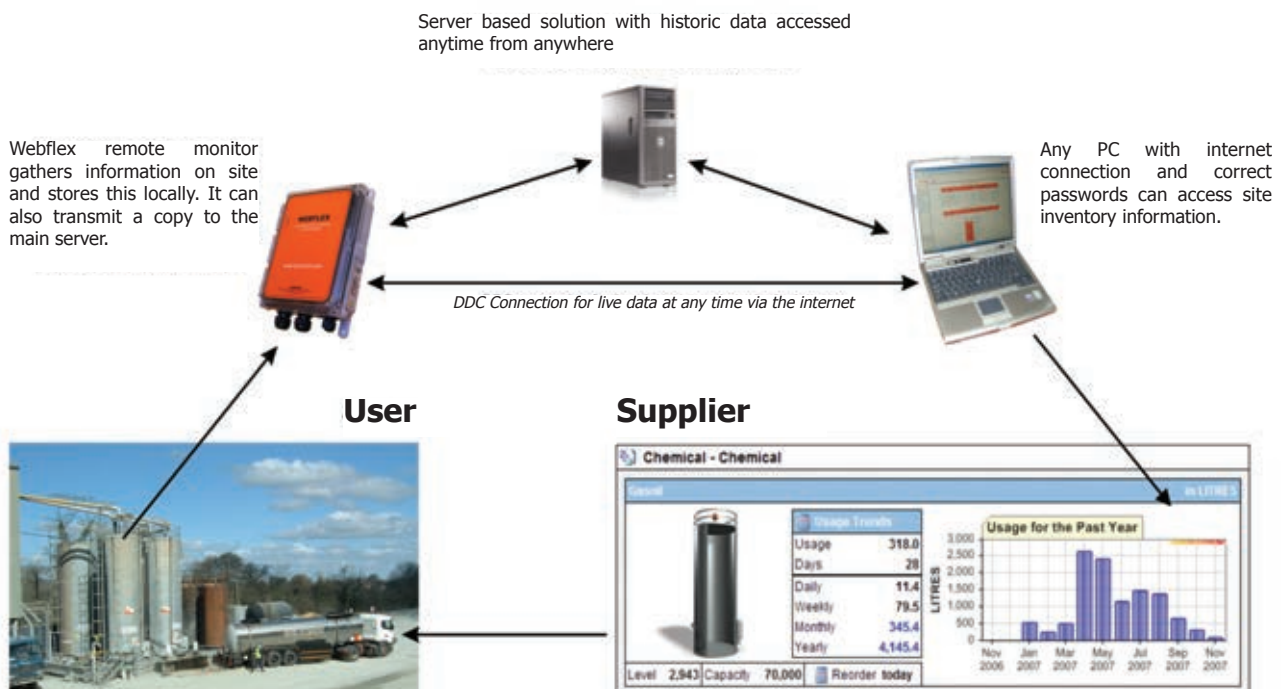 Server based solution with historic data accessed
anytime from anywhere
Webflex remote monitor
gathers information on site
and stores this locally. It can
also transmit a copy to the
main server.
WEBFLEX
Any PC with internet
connection and correct
passwords can access site
inventory information.
DDC Connection for live data at any time via the internet
User
Supplier
Chemical - Chemical
Gasoil
in LITRES
Usage Trends
Usage 318.0
Days 28
Daily 11.4
Weekly 79.5
Monthly 345.4
Yearly 4,145.4
Level 2,943 Capacity 70,000 Reorder today
Usage for the Past Year
LITRES
3,000
2,500
2,000
1,500
1,000
500
0
Nov Jan Mar May Jul Sep Nov
2006 2007 2007 2007 2007 2007 2007